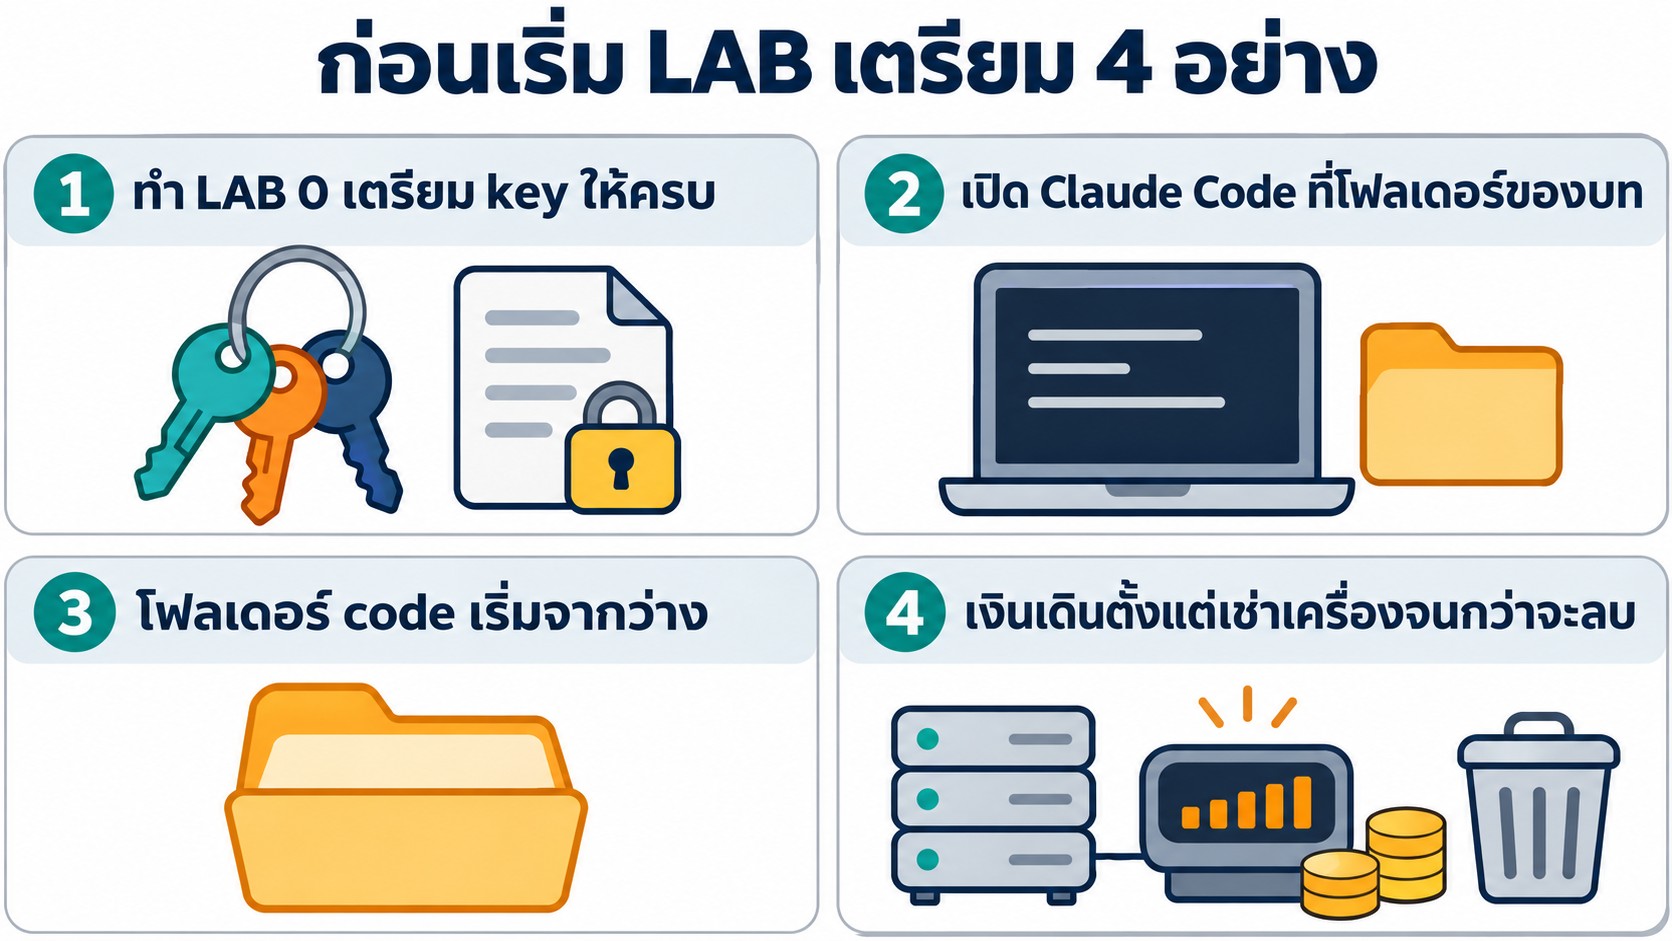 ก่อนเริ่ม LAB เตรียม 4 อย่าง
1 ทำ LAB 0 เตรียม key ให้ครบ
2 เปิด Claude Code ที่โฟลเดอร์ของบท
3 โฟลเดอร์ code เริ่มจากว่าง
4 เงินเดินตั้งแต่เช่าเครื่องจนกว่าจะลบ